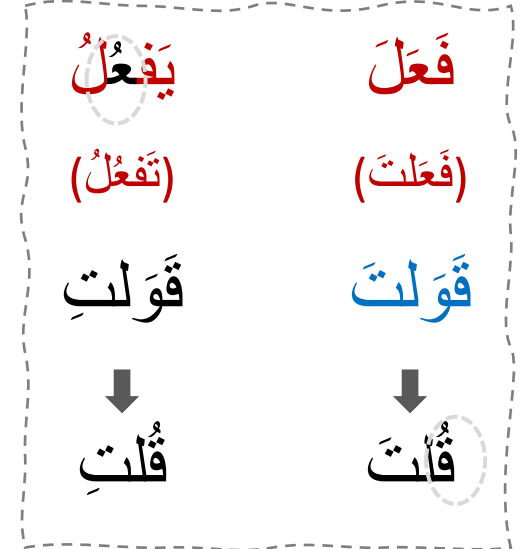 فَعَلَ يَفعُلُ
(فَعَلتَ) (تَفعُلُ)
قَوَلتَ قَوَلتِ
قُلتَ قُلتِ